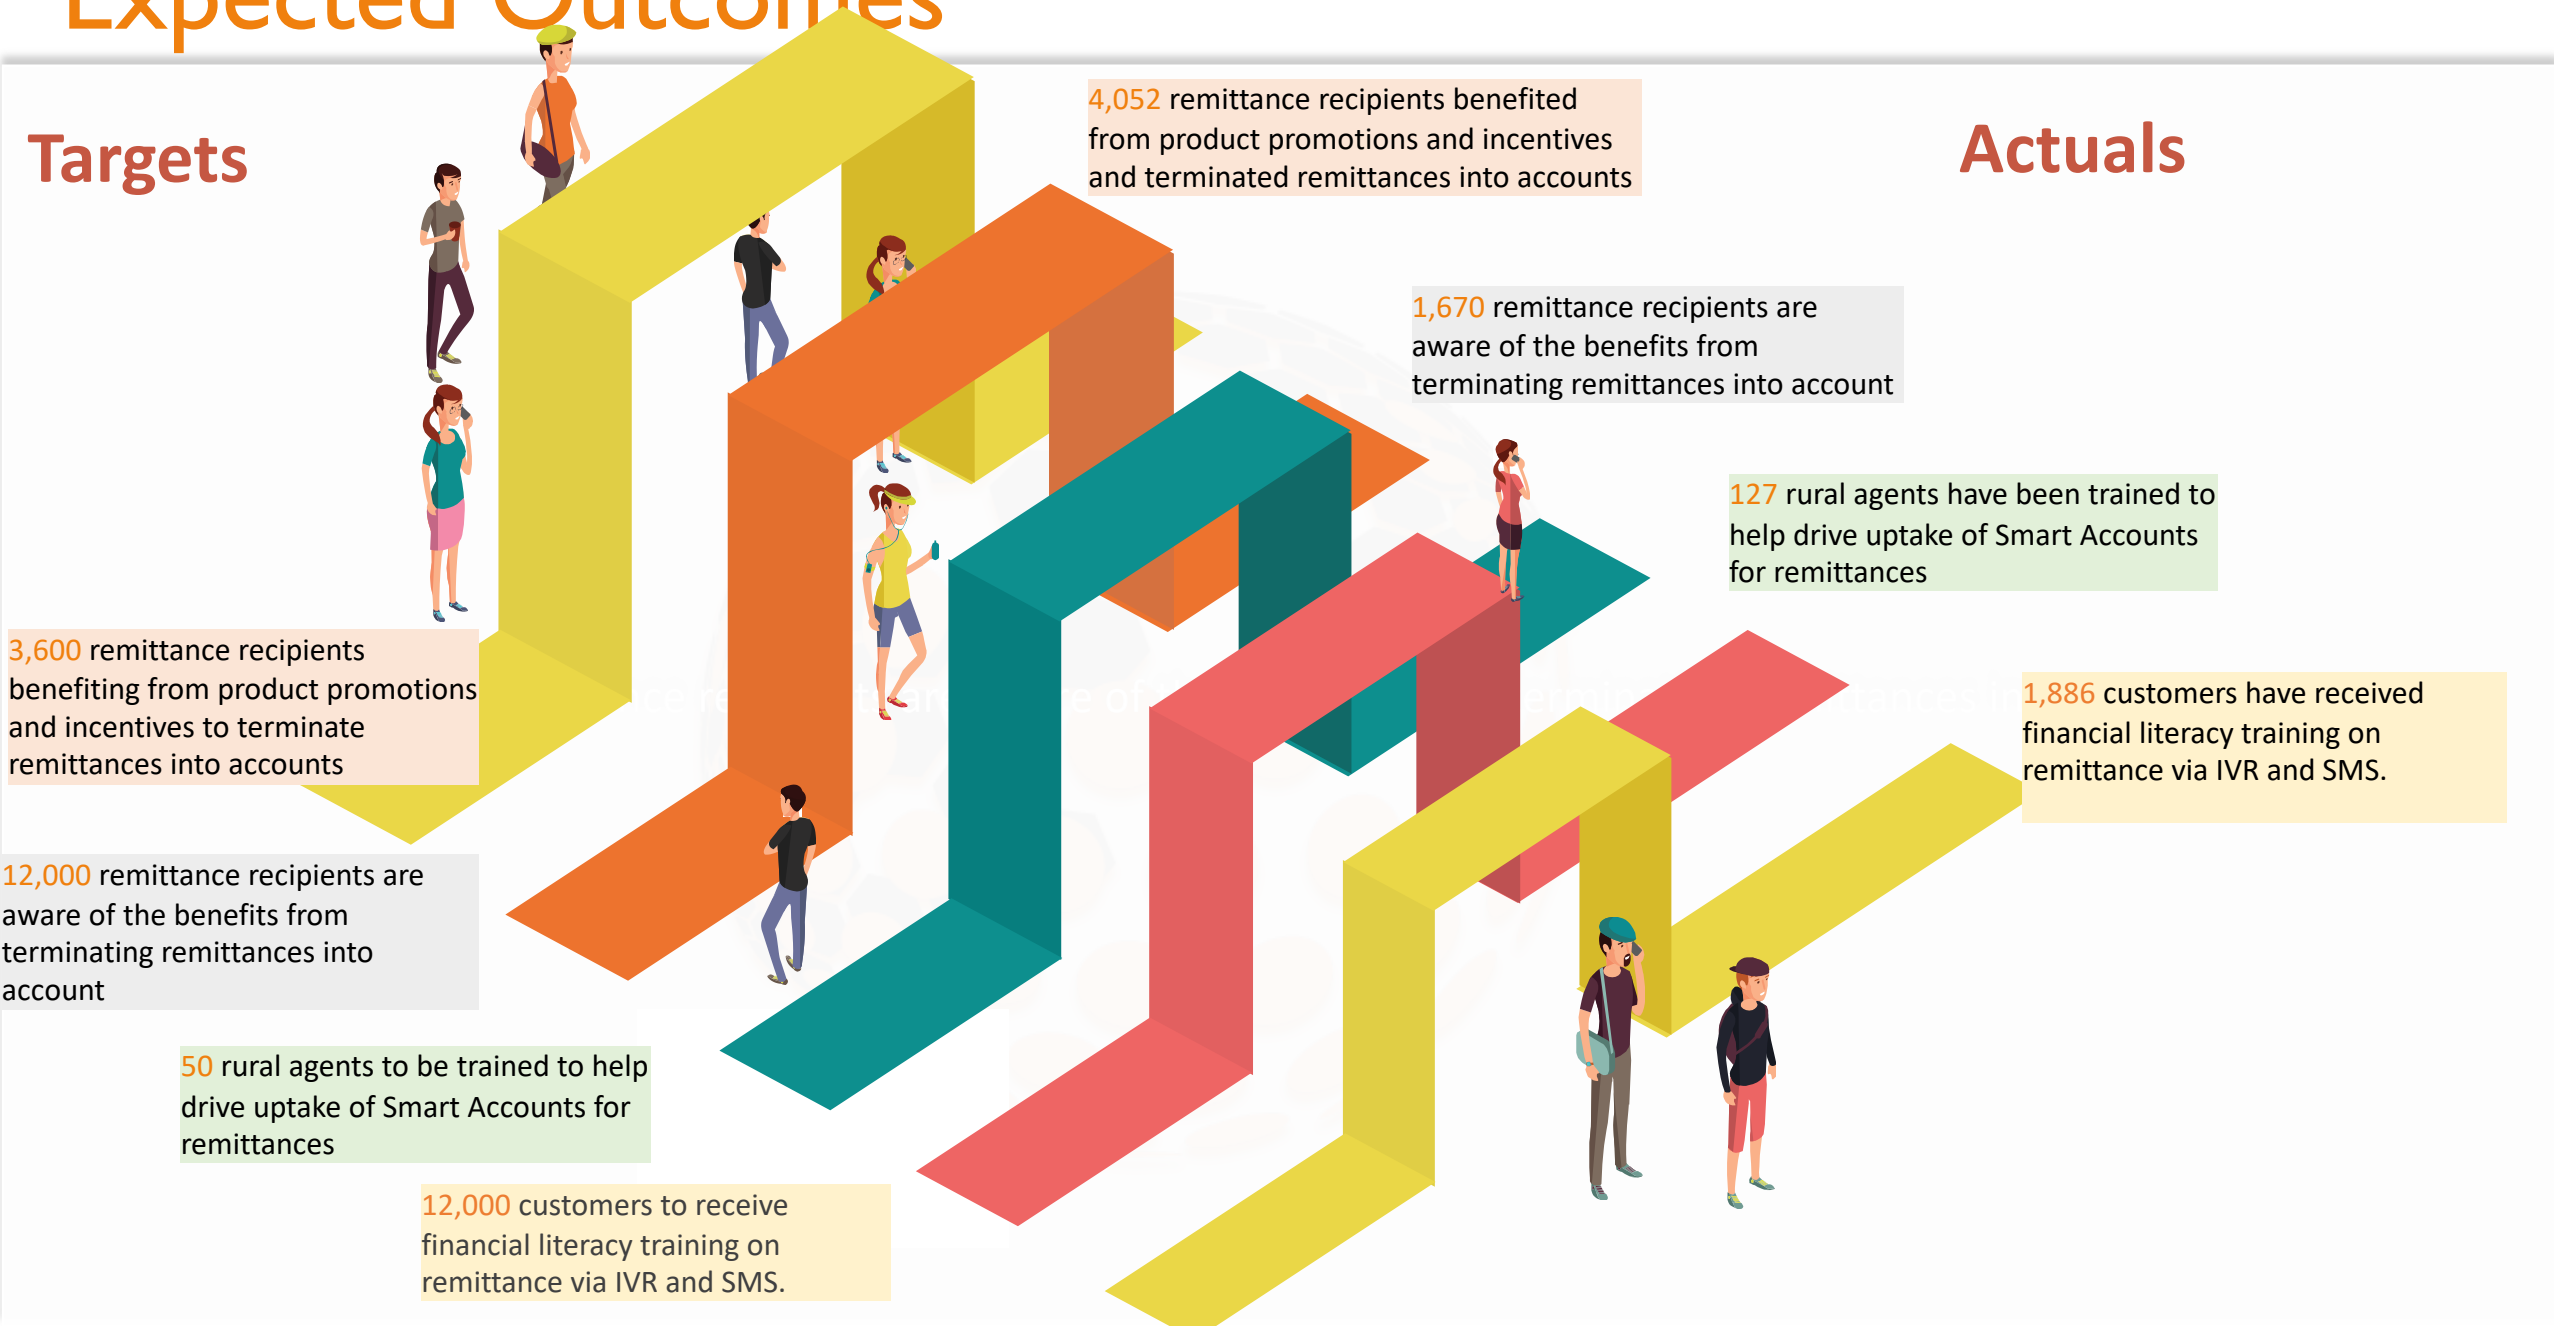 Expected Outcomes
Targets
3,600 remittance recipients
benefiting from product promotions
and incentives to terminate
remittances into accounts
12,000 remittance recipients are
aware of the benefits from
terminating remittances into
account
50 rural agents to be trained to help
drive uptake of Smart Accounts for
remittances
12,000 customers to receive
financial literacy training on
remittance via IVR and SMS.
Actuals
4,052 remittance recipients benefited
from product promotions and incentives
and terminated remittances into accounts
1,670 remittance recipients are
aware of the benefits from
terminating remittances into account
127 rural agents have been trained to
help drive uptake of Smart Accounts
for remittances
1,886 customers have received
financial literacy training on
remittance via IVR and SMS.